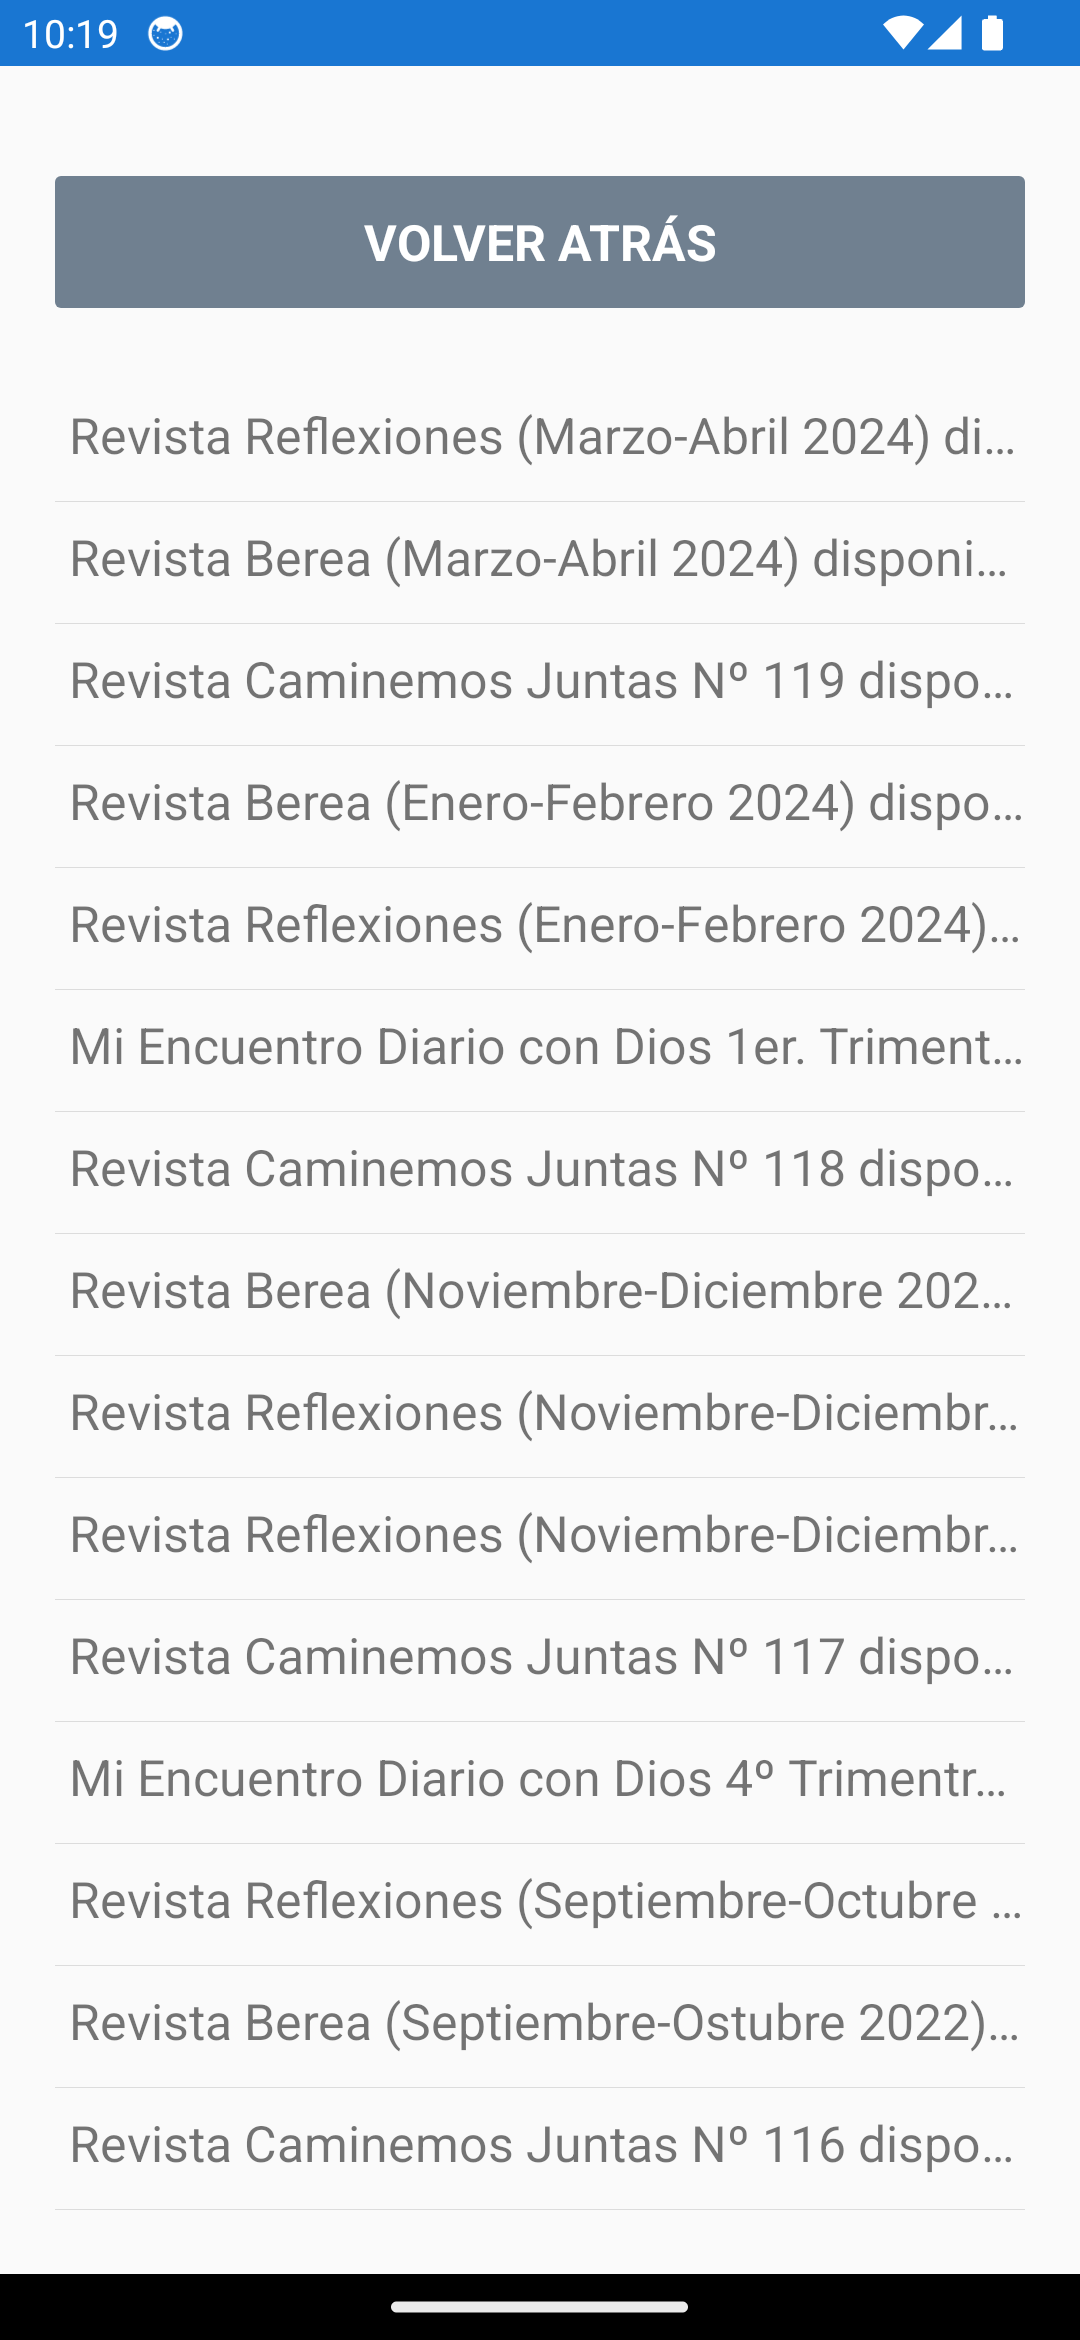 10:19
VOLVER ATRÁS
Revista Reflexiones (Marzo-Abril 2024) di...
Revista Berea (Marzo-Abril 2024) disponi...
Revista Caminemos Juntas Nº 119 dispo...
Revista Berea (Enero-Febrero 2024) dispo...
Revista Reflexiones (Enero-Febrero 2024)...
Mi Encuentro Diario con Dios 1er. Triment...
Revista Caminemos Juntas Nº 118 dispo...
Revista Berea (Noviembre-Diciembre 202...
Revista Reflexiones (Noviembre-Diciembr...
Revista Reflexiones (Noviembre-Diciembr...
Revista Caminemos Juntas Nº 117 dispo...
Mi Encuentro Diario con Dios 4º Trimentr...
Revista Reflexiones (Septiembre-Octubre ...
Revista Berea (Septiembre-Ostubre 2022)...
Revista Caminemos Juntas Nº 116 dispo...